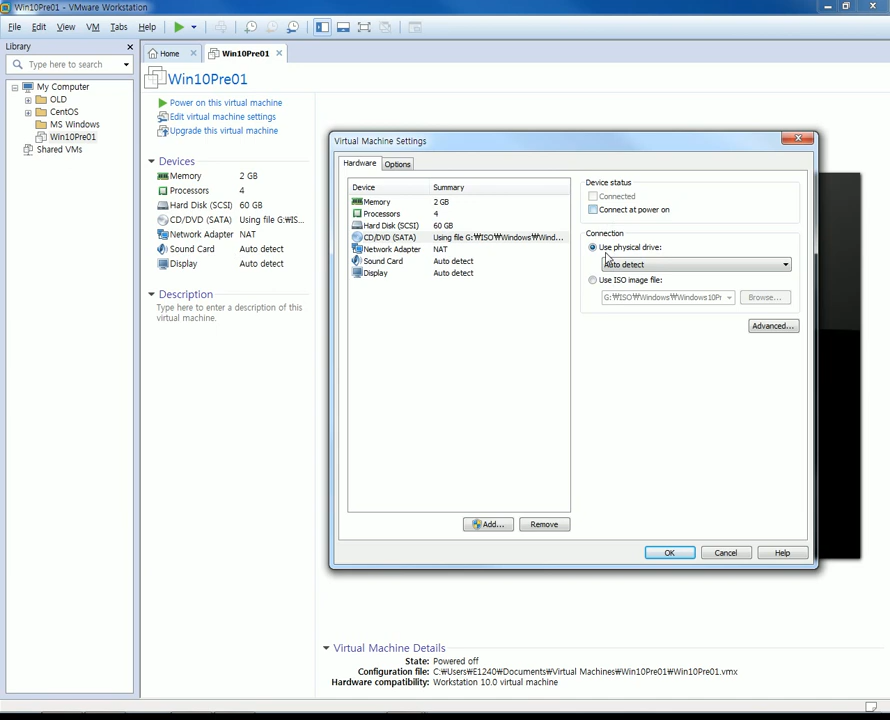 Win10Pre01 - VMware Workstation
File Edit View VM Tabs Help
Library
Type here to search
My Computer
OLD
CentOS
MS Windows
Win10Pre01
Shared VMs
Home Win10Pre01
Win10Pre01
Power on this virtual machine
Edit virtual machine settings
Upgrade this virtual machine
Devices
Memory 2 GB
Processors 4
Hard Disk (SCSI) 60 GB
CD/DVD (SATA) Using file G:₩IS...
Network Adapter NAT
Sound Card Auto detect
Display Auto detect
Description
Type here to enter a description of this
virtual machine.
Virtual Machine Settings
Hardware Options
Device Summary
Memory 2 GB
Processors 4
Hard Disk (SCSI) 60 GB
CD/DVD (SATA) Using file G:₩ISO₩Windows₩Wind...
Network Adapter NAT
Sound Card Auto detect
Display Auto detect
Add... Remove
Device status
Connected
Connect at power on
Connection
Use physical drive:
Auto detect
Use ISO image file:
G:₩ISO₩Windows₩Windows10Pr
Browse...
Advanced...
OK Cancel Help
Virtual Machine Details
State: Powered off
Configuration file: C:₩Users₩E1240₩Documents₩Virtual Machines₩Win10Pre01₩Win10Pre01.vmx
Hardware compatibility: Workstation 10.0 virtual machine